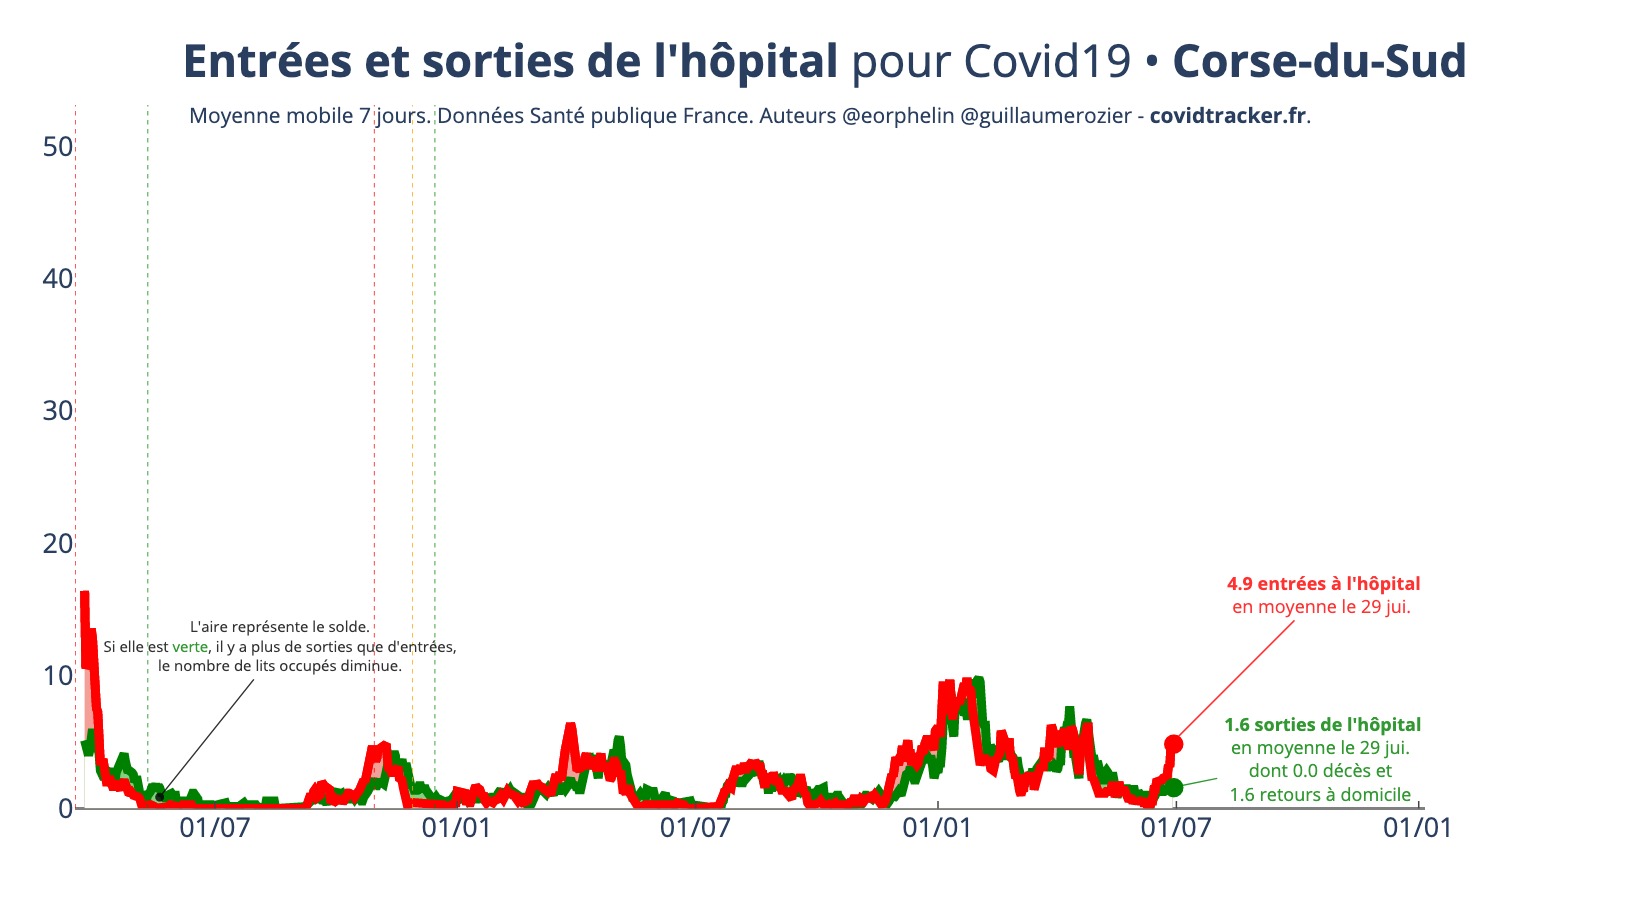 Entrées et sorties de l'hôpital pour Covid19 • Corse-du-Sud
Moyenne mobile 7 jours. Données Santé publique France. Auteurs @eorphelin @guillaumerozier - covidtracker.fr.
50
40
30
20
10
0
L'aire représente le solde.
Si elle est verte, il y a plus de sorties que d'entrées,
le nombre de lits occupés diminue.
4.9 entrées à l'hôpital
en moyenne le 29 jui.
1.6 sorties de l'hôpital
en moyenne le 29 jui.
dont 0.0 décès et
1.6 retours à domicile
01/07
01/01
01/07
01/01
01/07
01/01